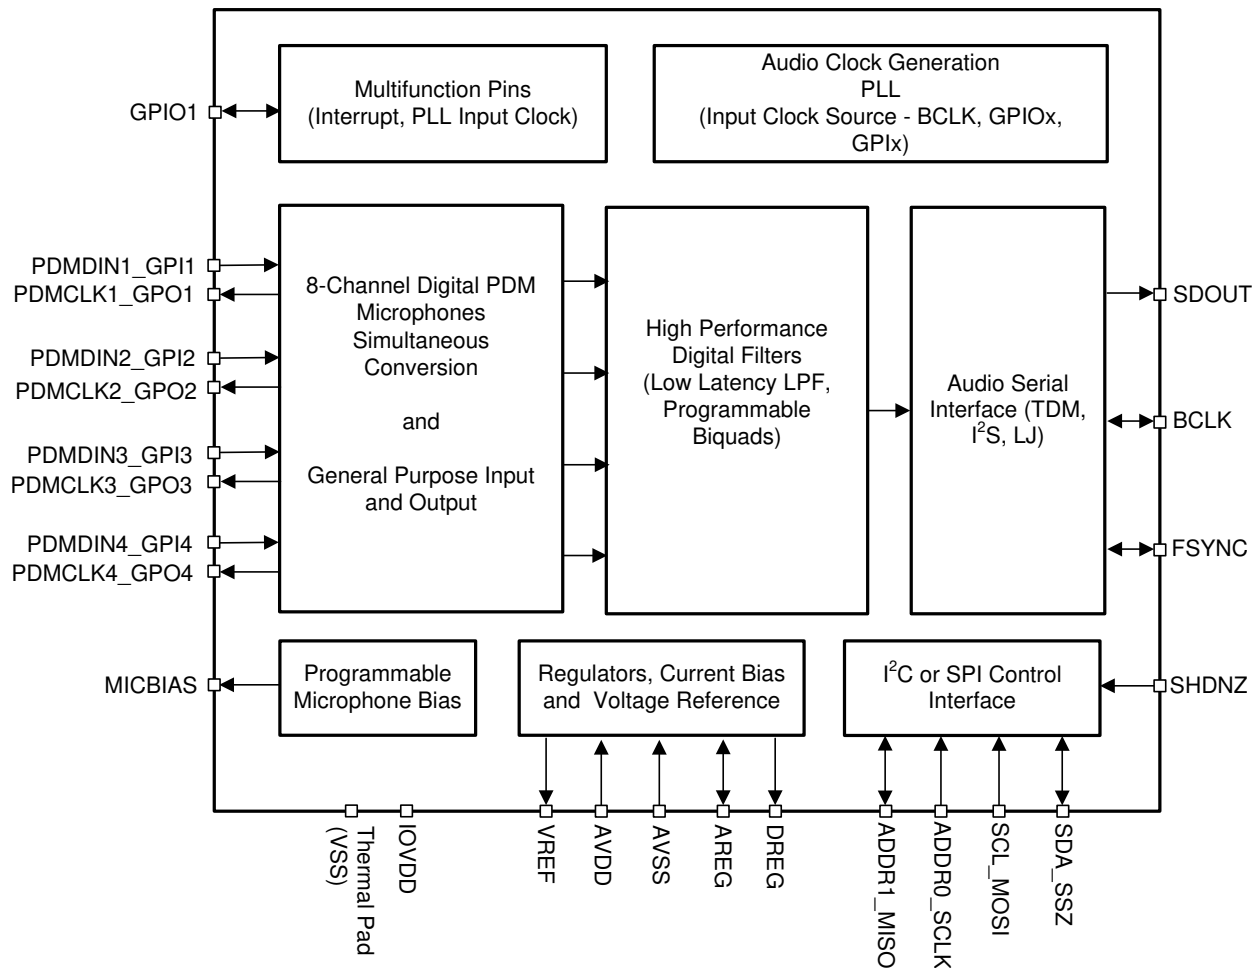 Multifunction Pins
(Interrupt, PLL Input Clock)
Audio Clock Generation
PLL
(Input Clock Source - BCLK, GPIOx,
GPIx)
GPIO1
PDMDIN1_GPI1
PDMCLK1_GPO1
PDMDIN2_GPI2
PDMCLK2_GPO2
PDMDIN3_GPI3
PDMCLK3_GPO3
PDMDIN4_GPI4
PDMCLK4_GPO4
8-Channel Digital PDM
Microphones
Simultaneous
Conversion
and
General Purpose Input
and Output
High Performance
Digital Filters
(Low Latency LPF,
Programmable
Biquads)
Audio Serial
Interface (TDM,
I²S, LJ)
SDOUT
BCLK
FSYNC
MICBIAS
Programmable
Microphone Bias
Regulators, Current Bias
and Voltage Reference
I²C or SPI Control
Interface
SHDNZ
Thermal Pad
(VSS)
IOVDD
VREF
AVDD
AVSS
AREG
DREG
ADDR1_MISO
ADDR0_SCLK
SCL_MOSI
SDA_SSZ